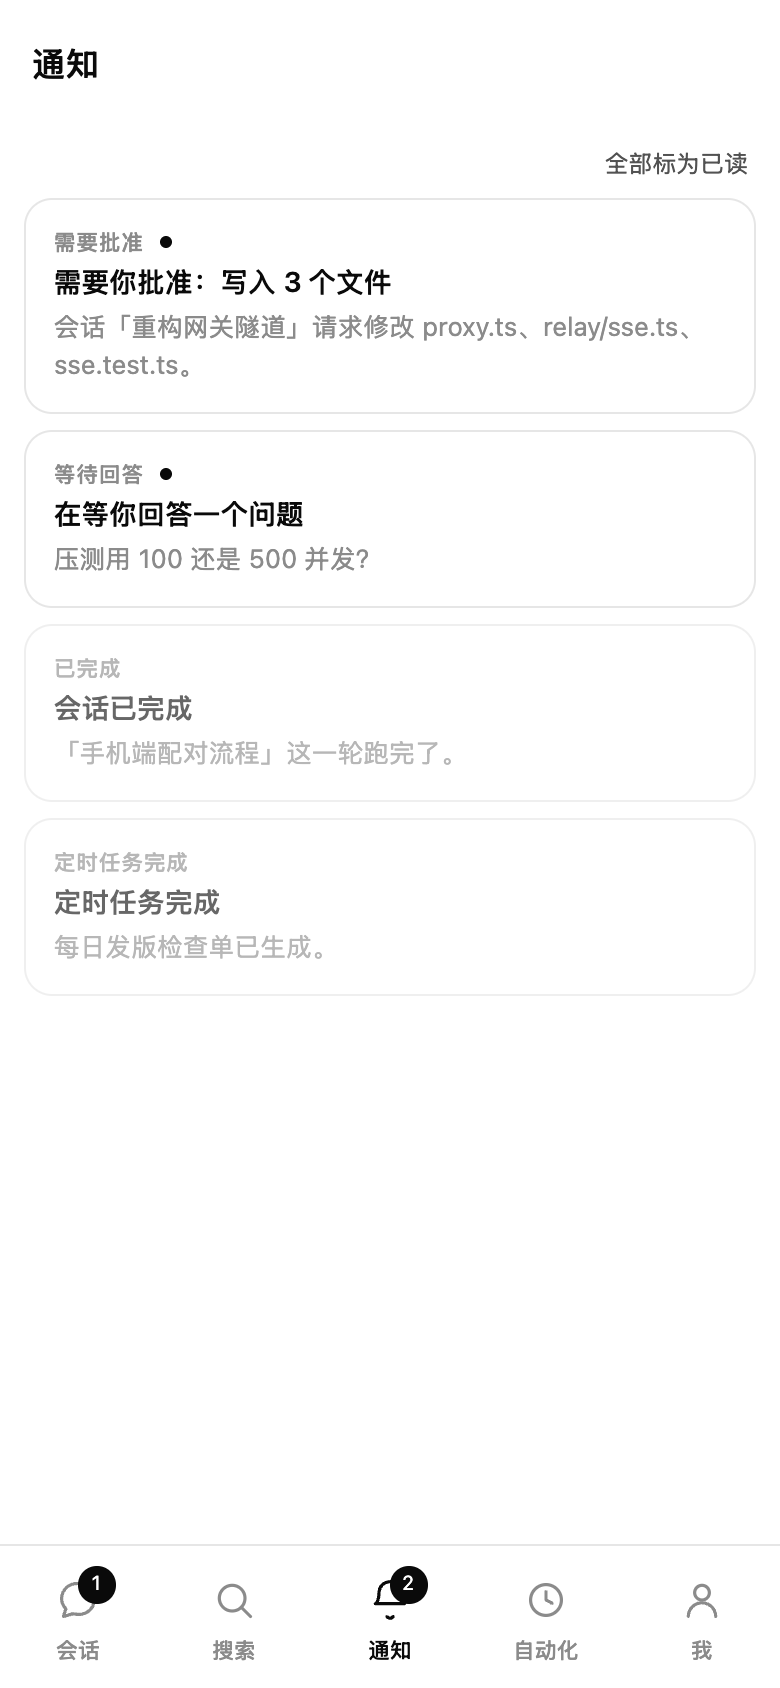 通知
全部标为已读
需要批准
需要你批准：写入 3 个文件
会话「重构网关隧道」请求修改 proxy.ts、relay/sse.ts、
sse.test.ts。
等待回答
在等你回答一个问题
压测用 100 还是 500 并发?
已完成
会话已完成
「手机端配对流程」这一轮跑完了。
定时任务完成
定时任务完成
每日发版检查单已生成。
1
2
会话
搜索
通知
自动化
我